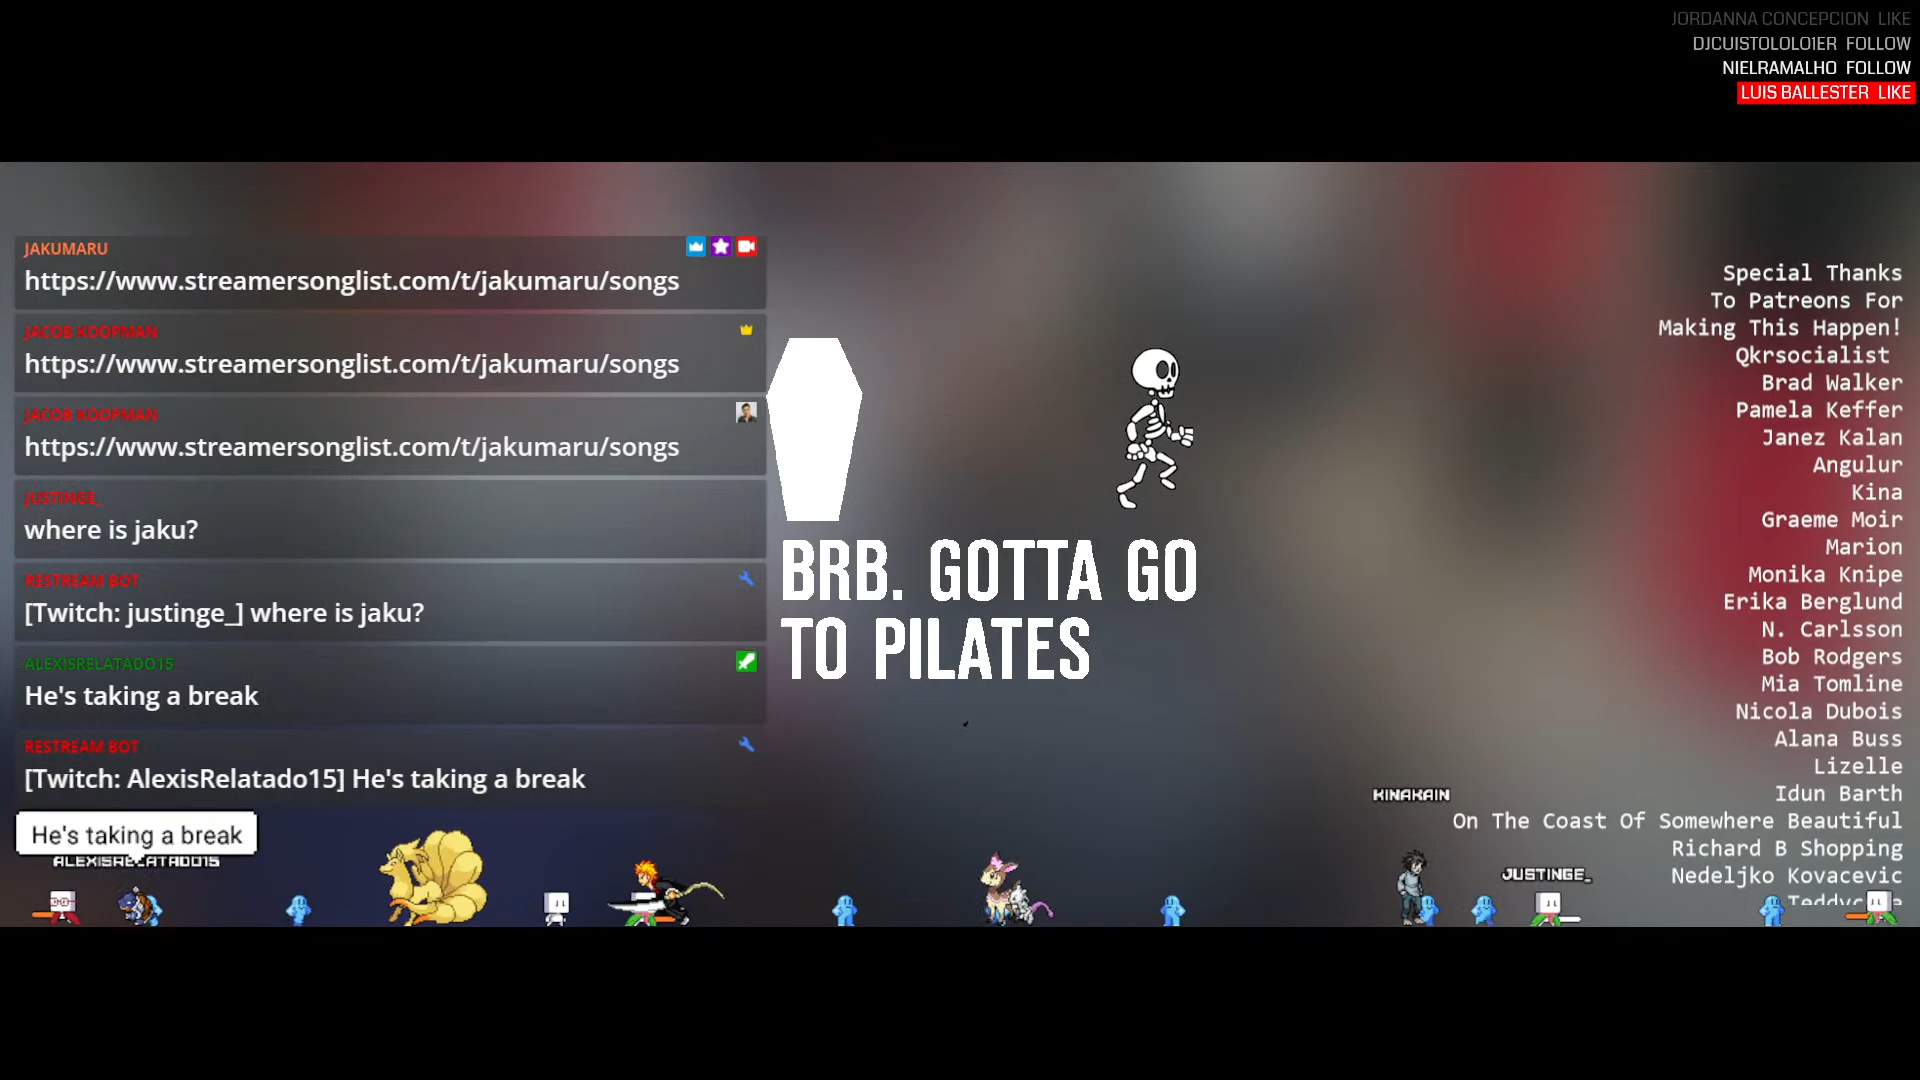 JORDANNA CONCEPCION LIKE
DJCUISTOLOLO1ER FOLLOW
NIELRAMALHO FOLLOW
LUIS BALLESTER LIKE
JAKUMARU
https://www.streamersonglist.com/t/jakumaru/songs
JACOB KOOPMAN
https://www.streamersonglist.com/t/jakumaru/songs
JACOB KOOPMAN
https://www.streamersonglist.com/t/jakumaru/songs
JUSTINGE_
where is jaku?
RESTREAM BOT
[Twitch: justinge_] where is jaku?
ALEXISRELATADO15
He's taking a break
RESTREAM BOT
[Twitch: AlexisRelatado15] He's taking a break
He's taking a break
ALEXISRELATADO15
BRB. GOTTA GO
TO PILATES
Special Thanks
To Patreons For
Making This Happen!
Qkrsocialist
Brad Walker
Pamela Keffer
Janez Kalan
Angulur
Kina
Graeme Moir
Marion
Monika Knipe
Erika Berglund
N. Carlsson
Bob Rodgers
Mia Tomline
Nicola Dubois
Alana Buss
Lizelle
Idun Barth
On The Coast Of Somewhere Beautiful
Richard B Shopping
Nedeljko Kovacevic
KINAKAIN
JUSTINGE_